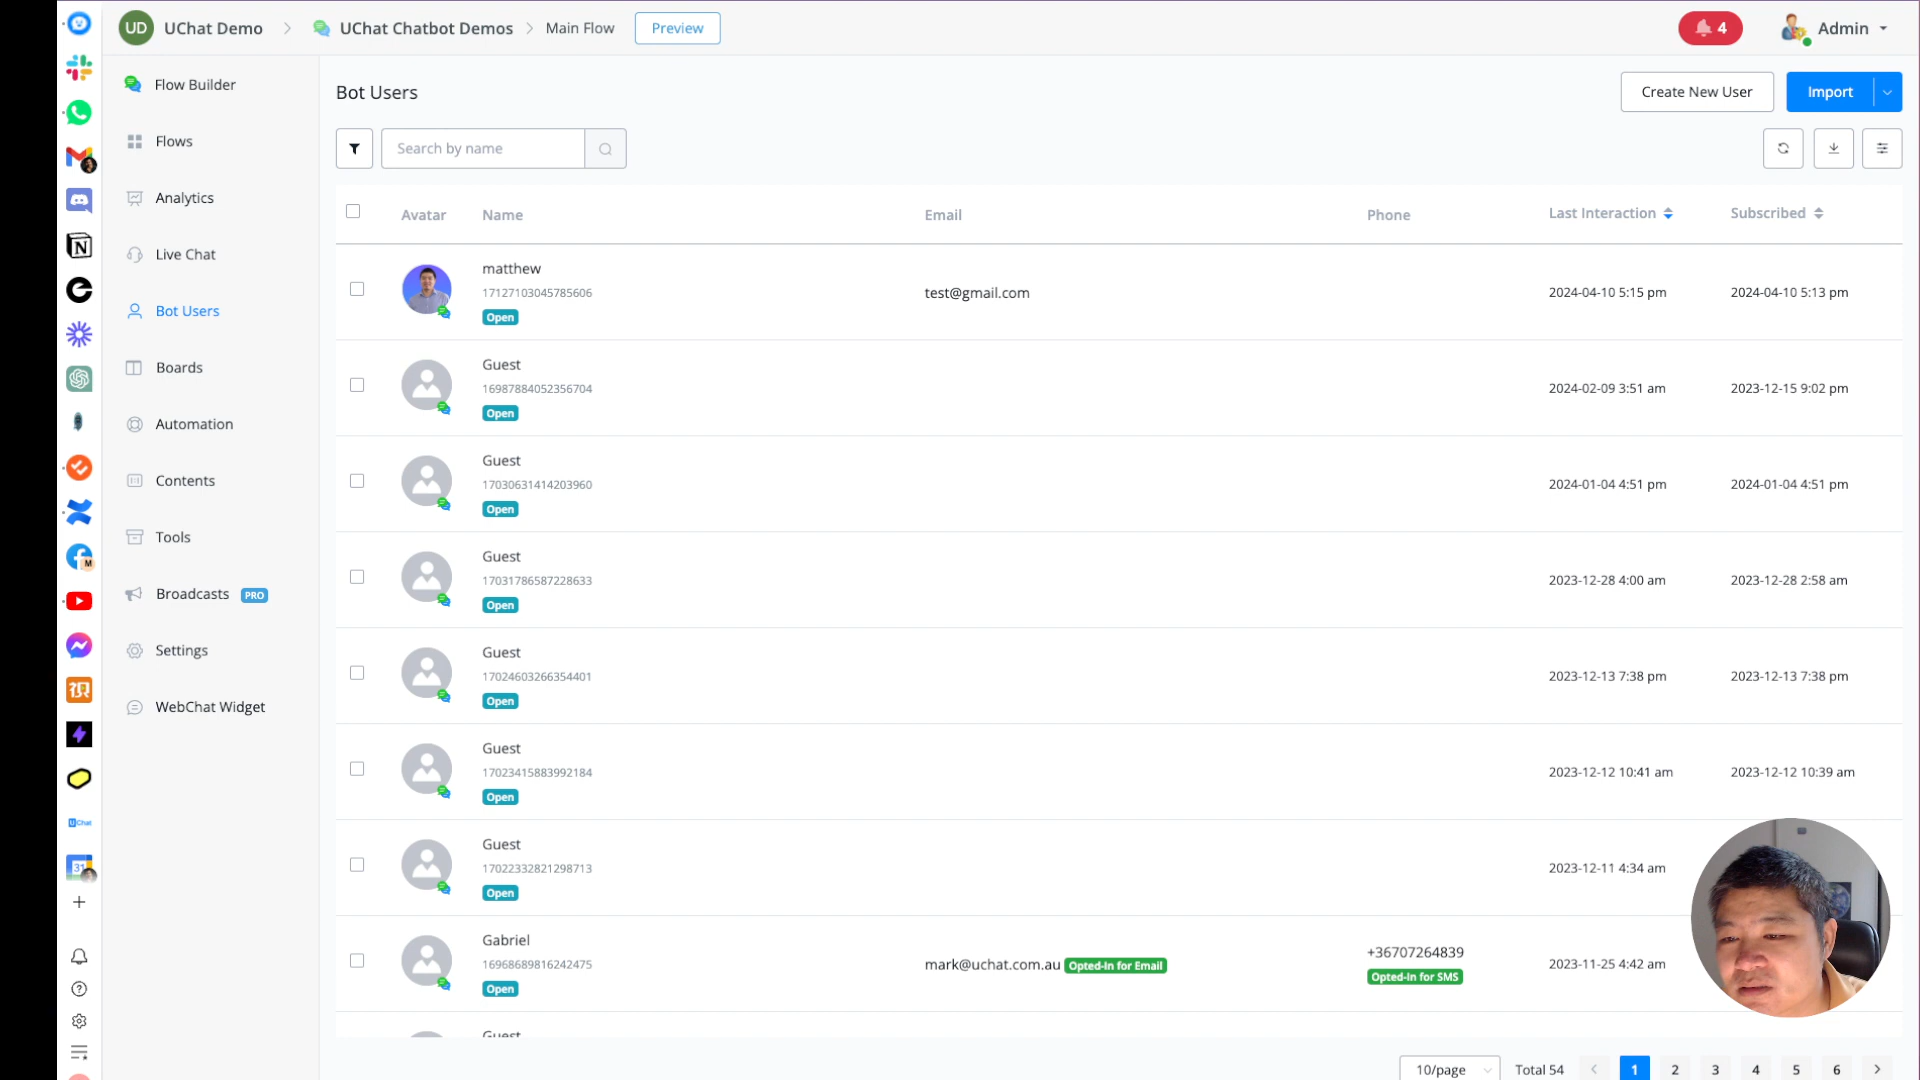 UD UChat Demo > UChat Chatbot Demos > Main Flow Preview
4 Admin
Flow Builder
Flows
Analytics
Live Chat
Bot Users
Boards
Automation
Contents
Tools
Broadcasts PRO
Settings
WebChat Widget
UChat
31
M
Bot Users
Create New User Import
Search by name
Avatar Name Email Phone Last Interaction Subscribed
matthew
17127103045785606
Open
test@gmail.com
2024-04-10 5:15 pm 2024-04-10 5:13 pm
Guest
16987884052356704
Open
2024-02-09 3:51 am 2023-12-15 9:02 pm
Guest
17030631414203960
Open
2024-01-04 4:51 pm 2024-01-04 4:51 pm
Guest
17031786587228633
Open
2023-12-28 4:00 am 2023-12-28 2:58 am
Guest
17024603266354401
Open
2023-12-13 7:38 pm 2023-12-13 7:38 pm
Guest
17023415883992184
Open
2023-12-12 10:41 am 2023-12-12 10:39 am
Guest
17022332821298713
Open
2023-12-11 4:34 am
Gabriel
16968689816242475
Open
mark@uchat.com.au Opted-In for Email
+36707264839
Opted-In for SMS
2023-11-25 4:42 am
Guest
10/page Total 54 < 1 2 3 4 5 6 >